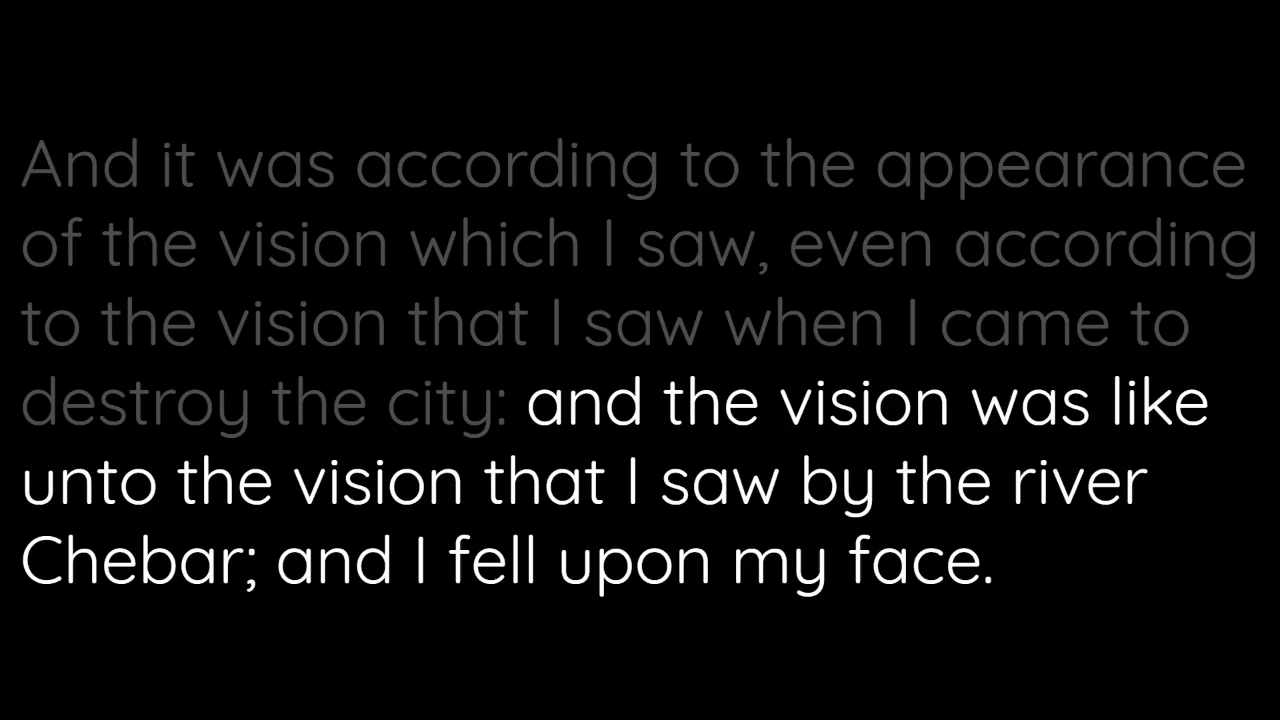 And it was according to the appearance
of the vision which I saw, even according
to the vision that I saw when I came to
destroy the city: and the vision was like
unto the vision that I saw by the river
Chebar; and I fell upon my face.